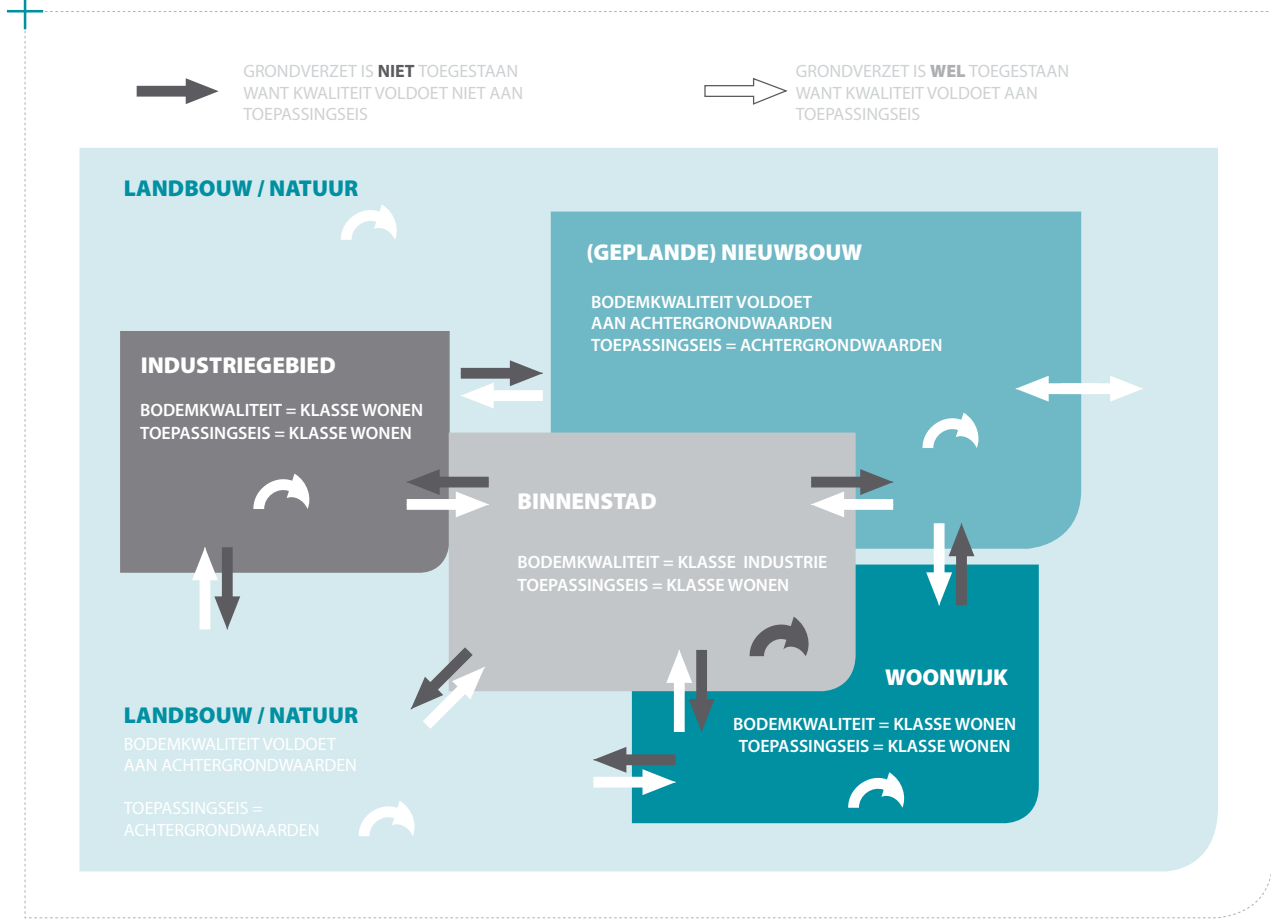 GRONDVERZET IS NIET TOEGESTAAN
WANT KWALITEIT VOLDOET NIET AAN
TOEPASSINGSEIS
GRONDVERZET IS WEL TOEGESTAAN
WANT KWALITEIT VOLDOET AAN
TOEPASSINGSEIS
LANDBOUW / NATUUR
(GEPLANDE) NIEUWBOUW
BODEMKWALITEIT VOLDOET
AAN ACHTERGRONDWAARDEN
TOEPASSINGSEIS = ACHTERGRONDWAARDEN
INDUSTRIEGEBIED
BODEMKWALITEIT = KLASSE WONEN
TOEPASSINGSEIS = KLASSE WONEN
BINNENSTAD
BODEMKWALITEIT = KLASSE INDUSTRIE
TOEPASSINGSEIS = KLASSE WONEN
WOONWIJK
BODEMKWALITEIT = KLASSE WONEN
TOEPASSINGSEIS = KLASSE WONEN
LANDBOUW / NATUUR
BODEMKWALITEIT VOLDOET
AAN ACHTERGRONDWAARDEN
TOEPASSINGSEIS =
ACHTERGRONDWAARDEN